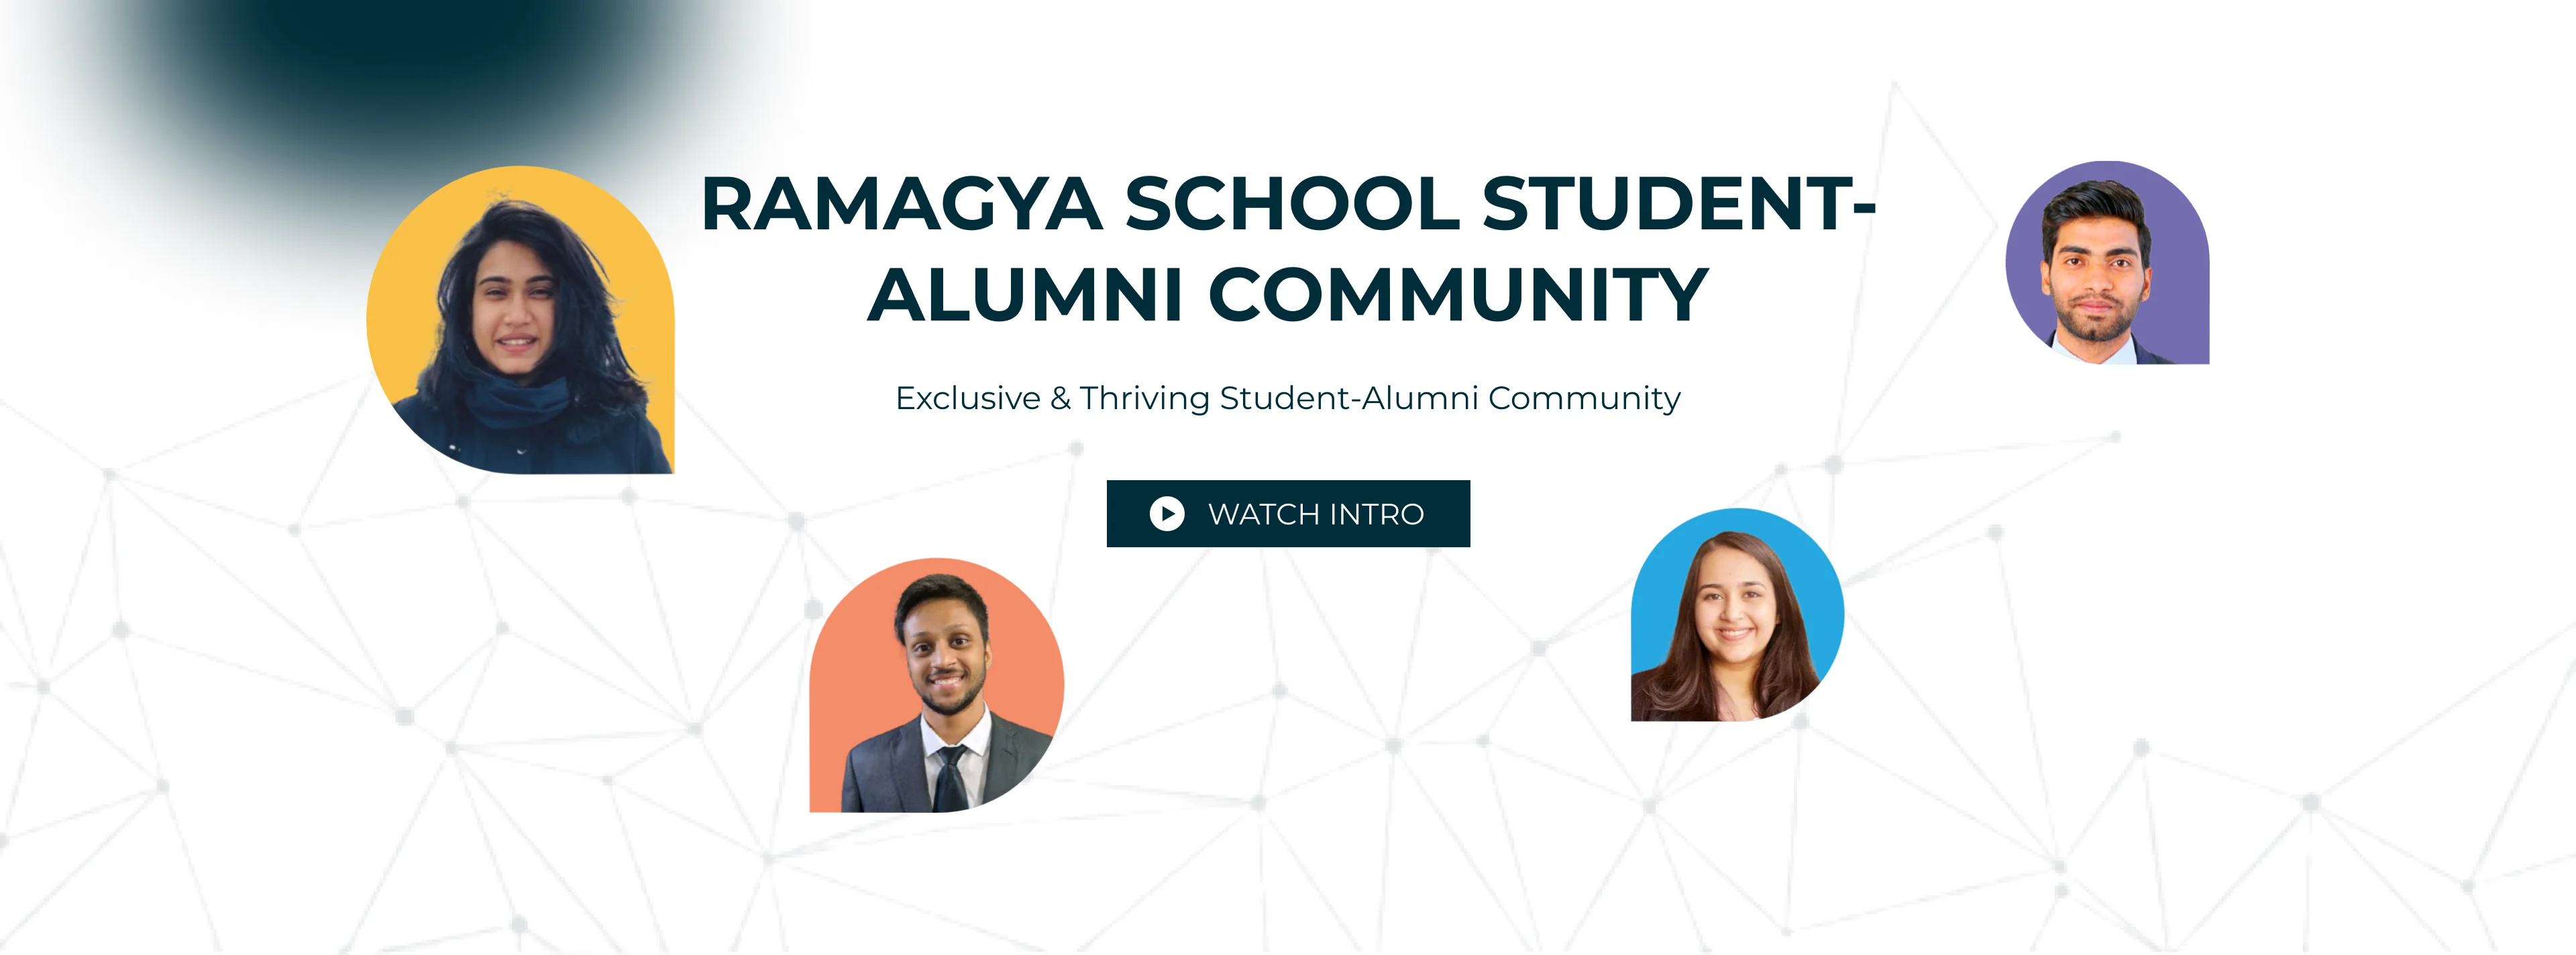 RAMAGYA SCHOOL STUDENT-
ALUMNI COMMUNITY
Exclusive & Thriving Student-Alumni Community
WATCH INTRO